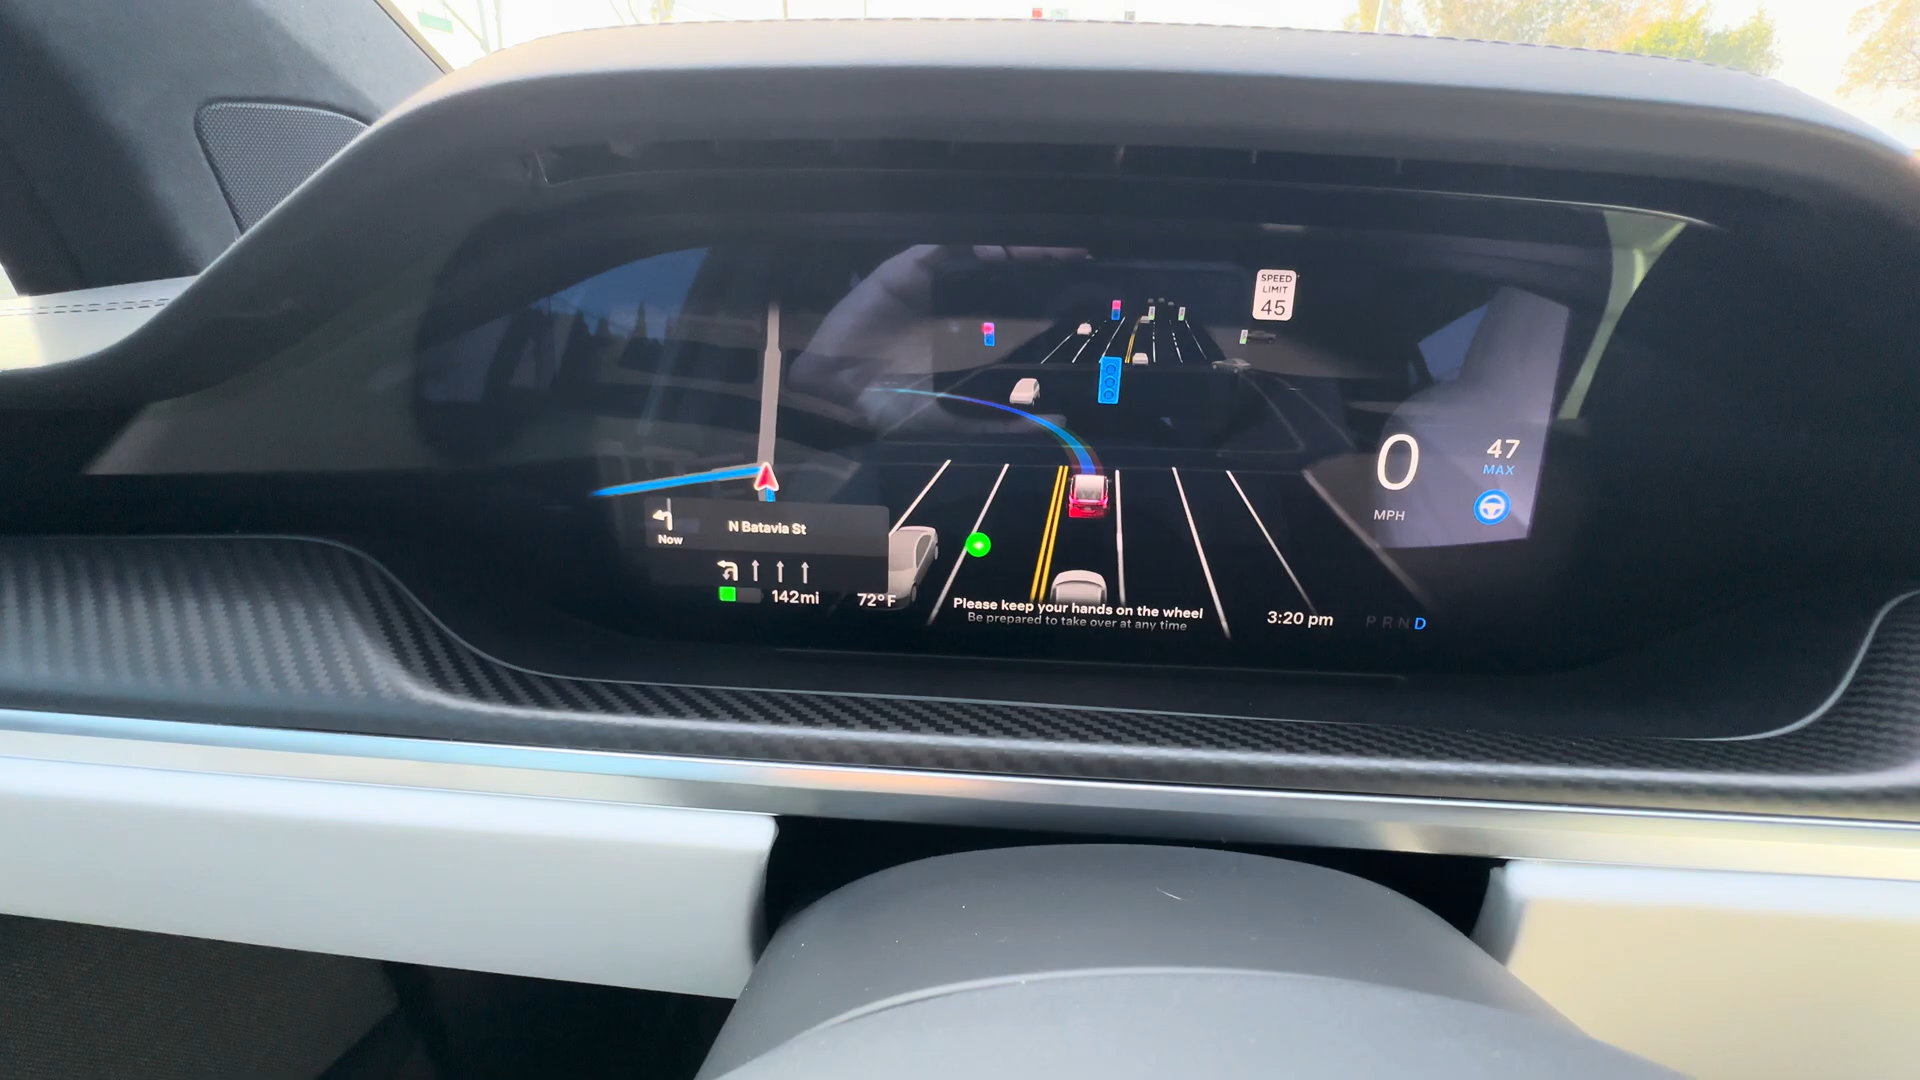 SPEED
LIMIT
45
0
MPH
47
MAX
N Batavia St
Now
142mi
72°F
Please keep your hands on the wheel
Be prepared to take over at any time
3:20 pm
P R N D